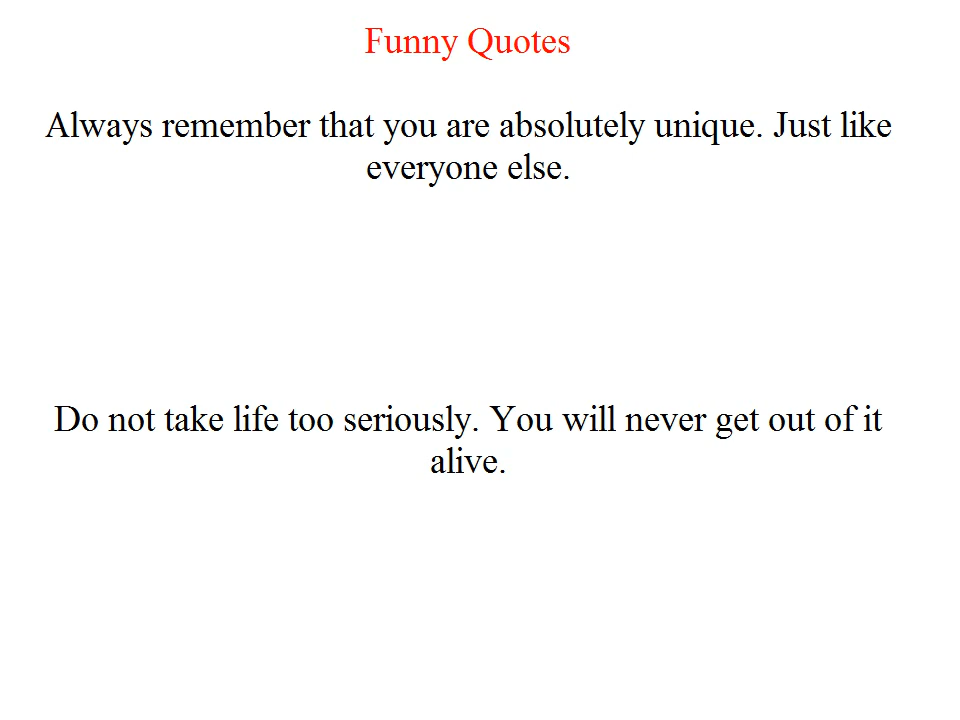 Funny Quotes
Always remember that you are absolutely unique. Just like
everyone else.
Do not take life too seriously. You will never get out of it
alive.